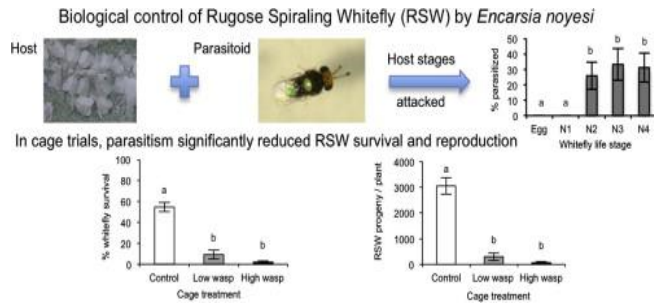 Biological control of Rugose Spiraling Whitefly (RSW) by Encarsia noyesi
Host
Parasitoid
Host stages
attacked
% parasitized
50
40
30
20
10
0
a
a
b
b
b
Egg N1 N2 N3 N4
Whitefly life stage
In cage trials, parasitism significantly reduced RSW survival and reproduction
% whitefly survival
100
80
60
40
20
0
a
b
b
Control Low wasp High wasp
Cage treatment
RSW progeny / plant
4000
3000
2000
1000
0
a
b
b
Control Low wasp High wasp
Cage treatment